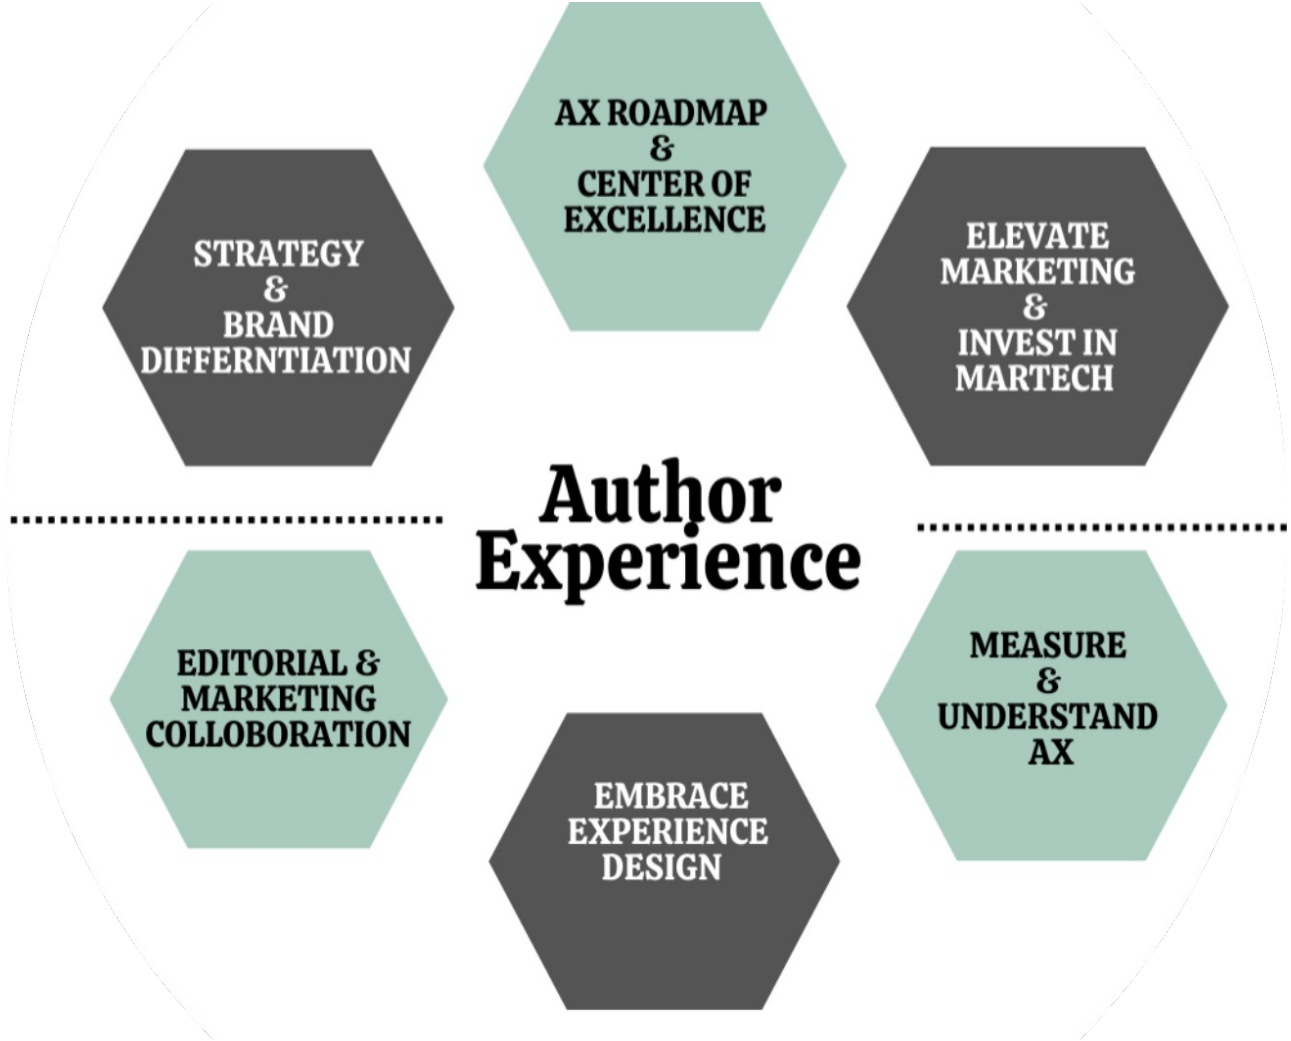 AX ROADMAP
&
CENTER OF
EXCELLENCE
STRATEGY
&
BRAND
DIFFERNTIATION
ELEVATE
MARKETING
&
INVEST IN
MARTECH
Author
Experience
EDITORIAL &
MARKETING
COLLOBORATION
MEASURE
&
UNDERSTAND
AX
EMBRACE
EXPERIENCE
DESIGN